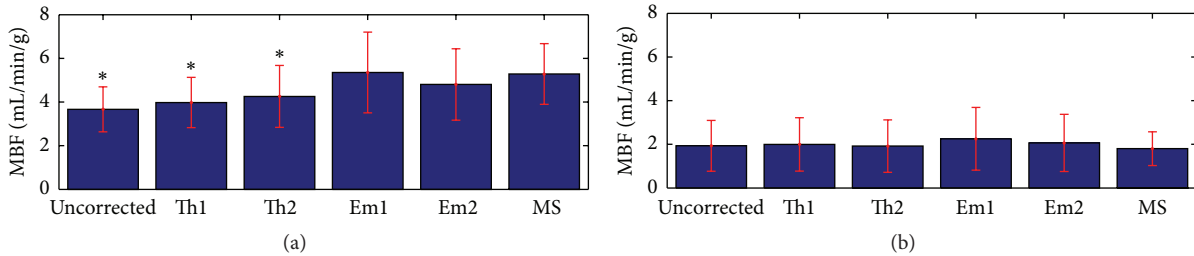 MBF (mL/min/g)
8
6
4
2
0
* * *
Uncorrected Th1 Th2 Em1 Em2 MS
(a)
MBF (mL/min/g)
8
6
4
2
0
Uncorrected Th1 Th2 Em1 Em2 MS
(b)